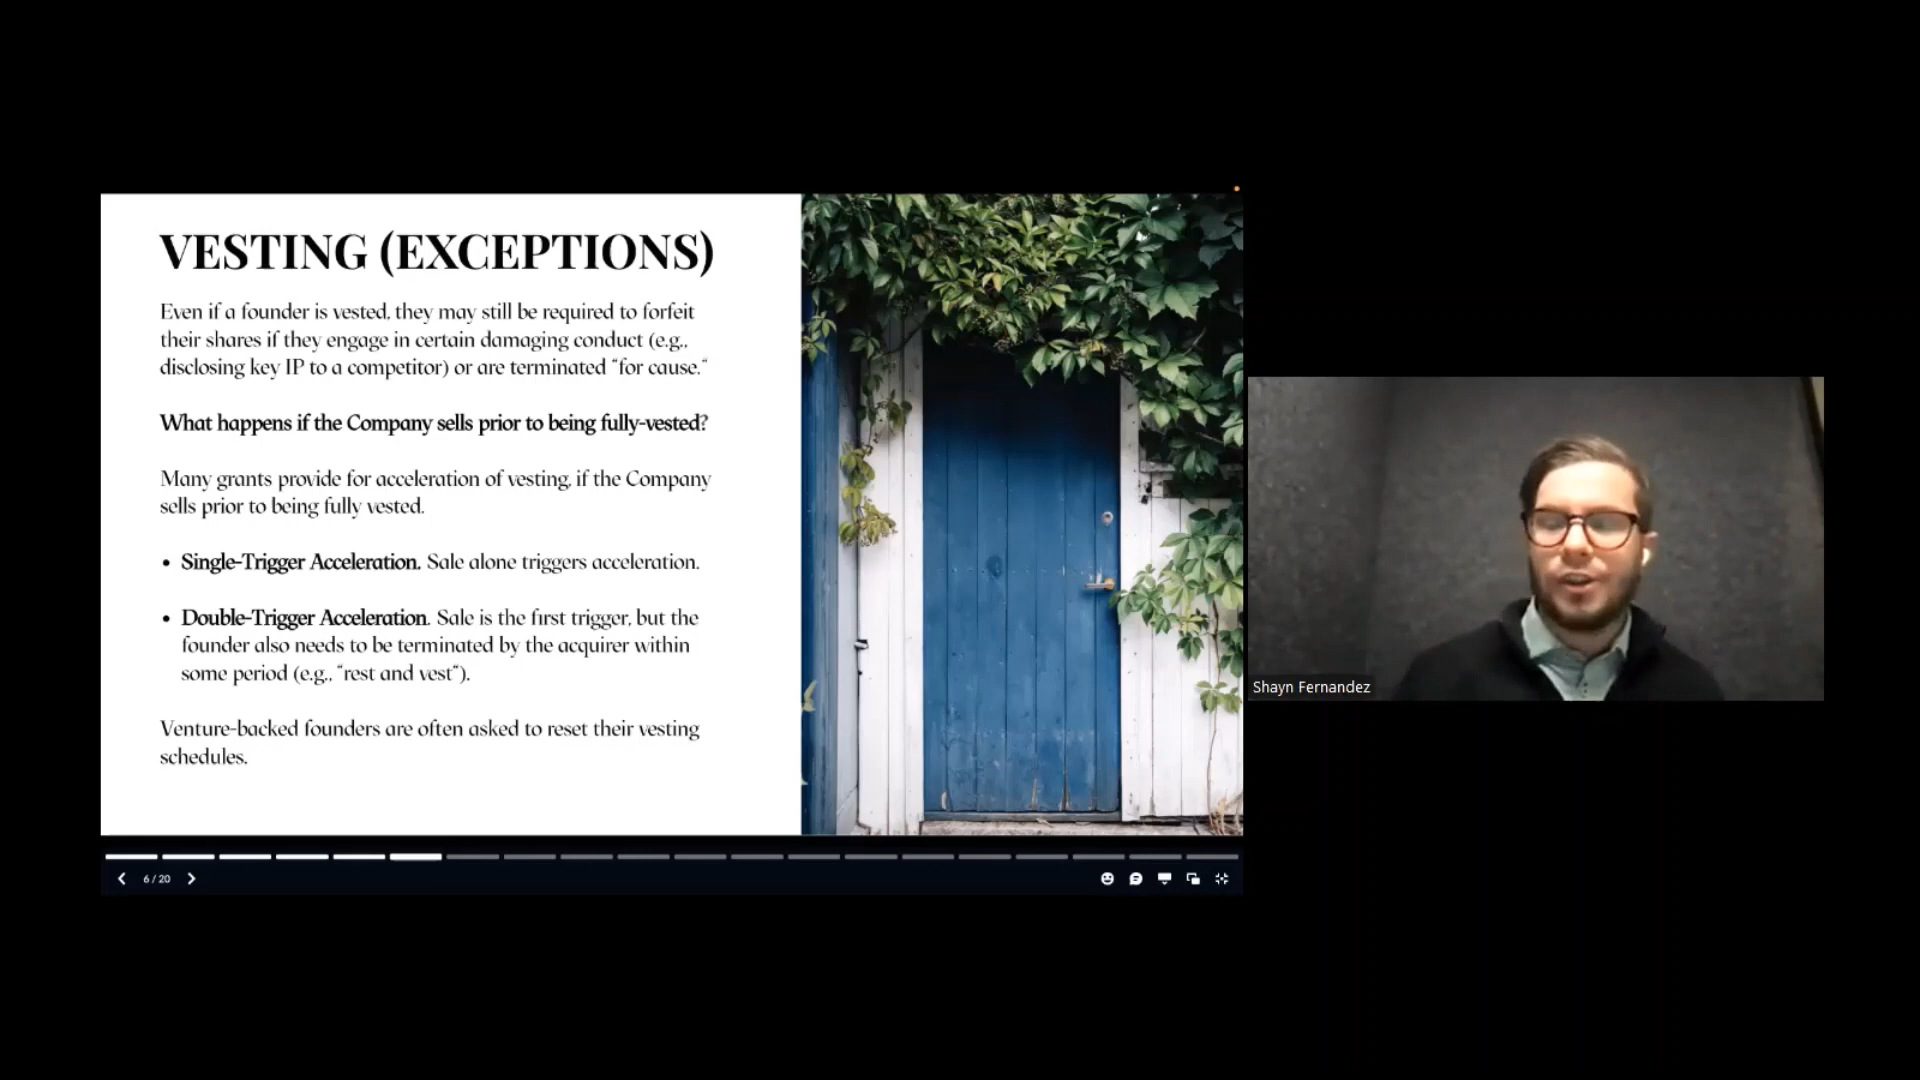 VESTING (EXCEPTIONS)
Even if a founder is vested, they may still be required to forfeit
their shares if they engage in certain damaging conduct (e.g.,
disclosing key IP to a competitor) or are terminated "for cause."
What happens if the Company sells prior to being fully-vested?
Many grants provide for acceleration of vesting, if the Company
sells prior to being fully vested.
• Single-Trigger Acceleration. Sale alone triggers acceleration.
• Double-Trigger Acceleration. Sale is the first trigger, but the
founder also needs to be terminated by the acquirer within
some period (e.g., "rest and vest").
Venture-backed founders are often asked to reset their vesting
schedules.
6 / 20
Shayn Fernandez